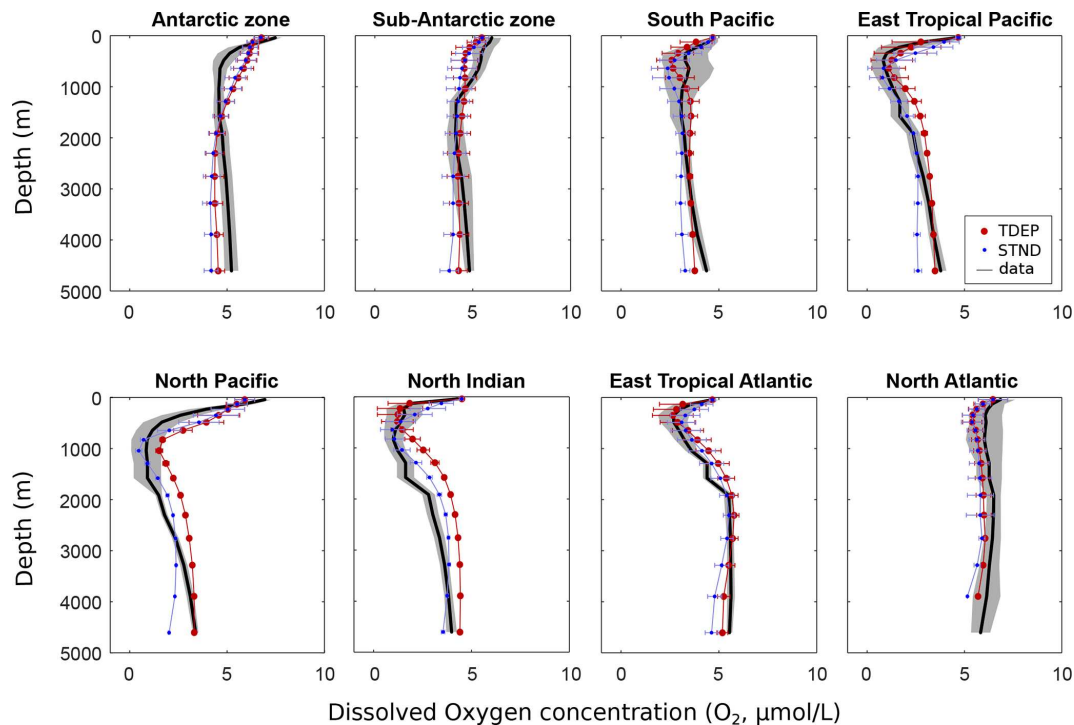 Antarctic zone
Sub-Antarctic zone
South Pacific
East Tropical Pacific
Depth (m)
0
1000
2000
3000
4000
5000
0 5 10
0 5 10
0 5 10
0 5 10
TDEP
STND
data
North Pacific
North Indian
East Tropical Atlantic
North Atlantic
Depth (m)
0
1000
2000
3000
4000
5000
0 5 10
0 5 10
0 5 10
0 5 10
Dissolved Oxygen concentration (O₂, μmol/L)